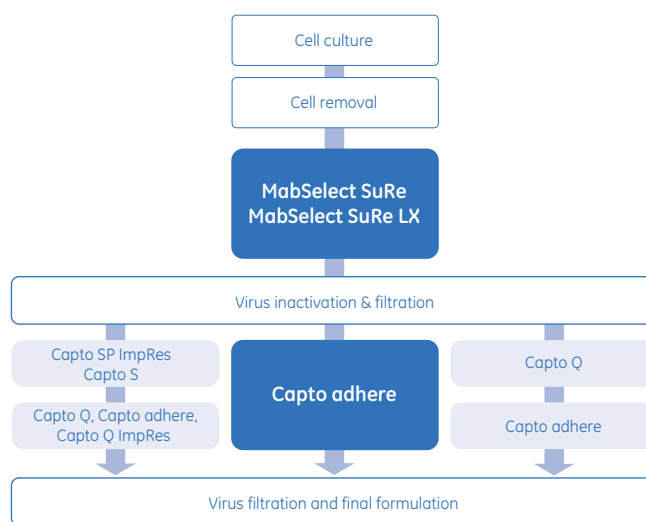 Cell culture
Cell removal
MabSelect SuRe
MabSelect SuRe LX
Virus inactivation & filtration
Capto SP ImpRes
Capto S
Capto Q, Capto adhere,
Capto Q ImpRes
Capto adhere
Capto Q
Capto adhere
Virus filtration and final formulation